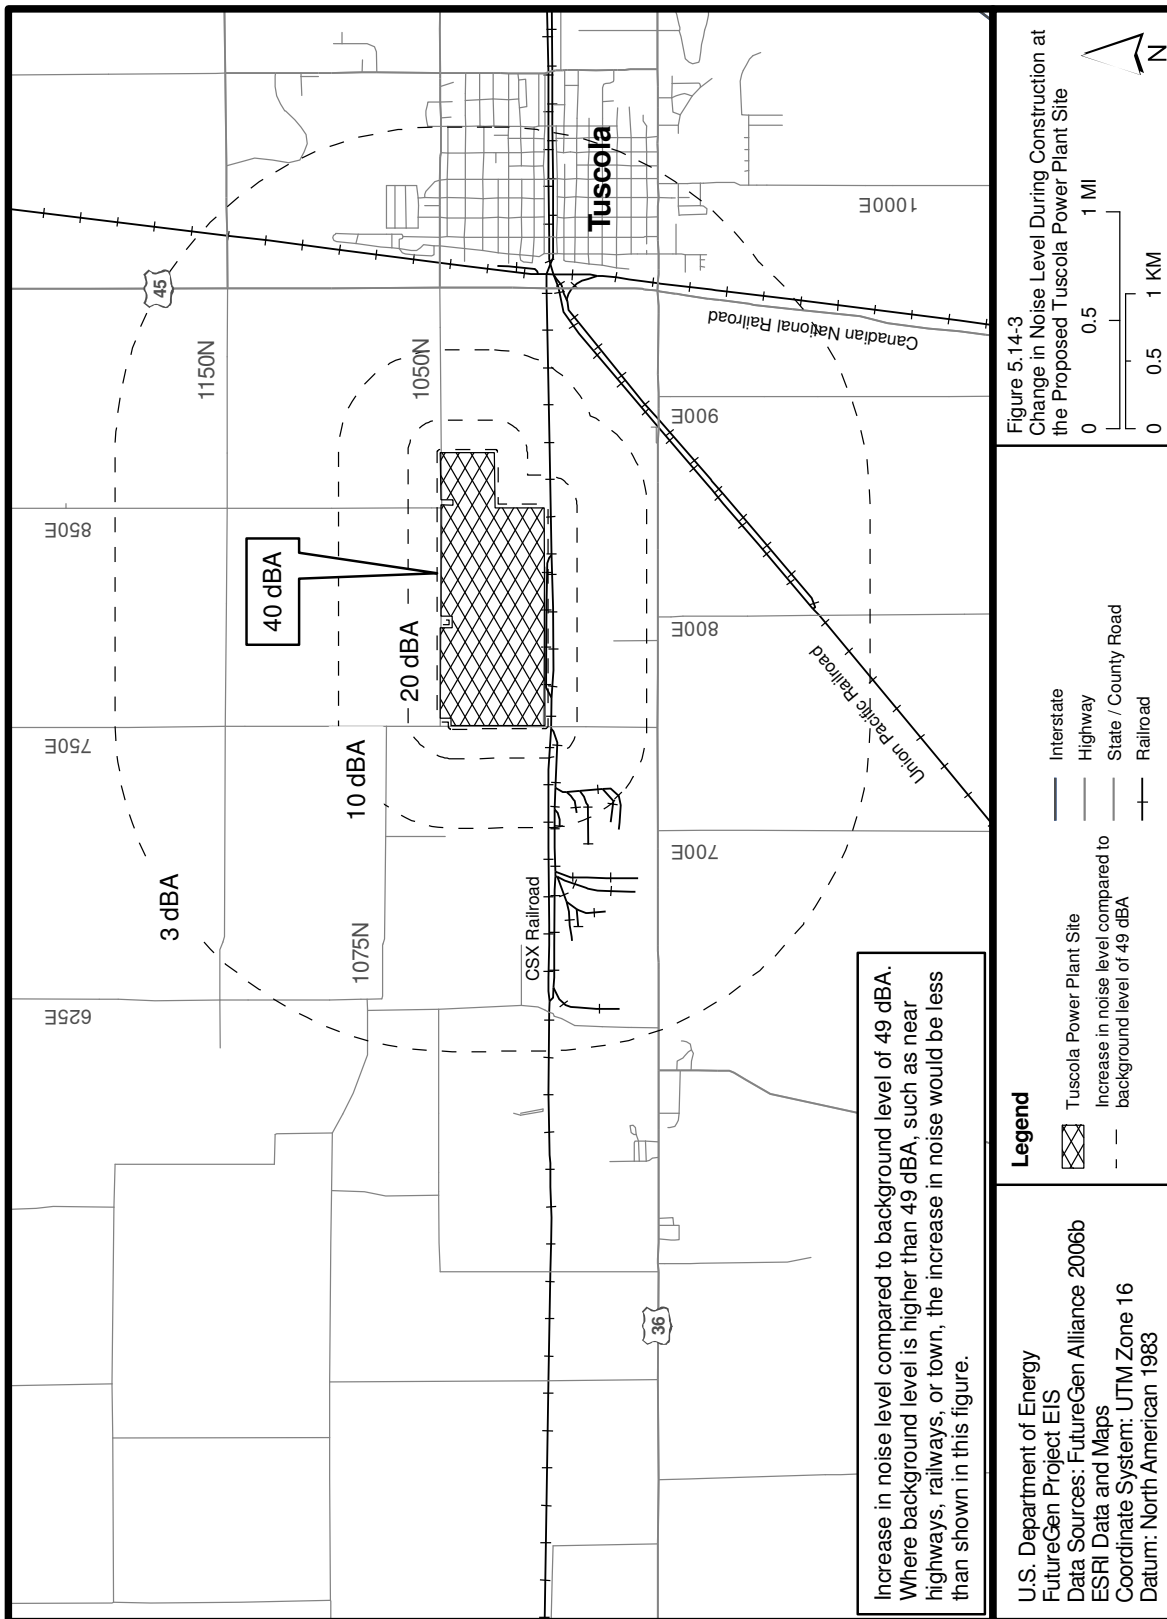 45
1150N
1050N
Tuscola
1000E
Canadian National Railroad
900E
850E
40 dBA
20 dBA
800E
Union Pacific Railroad
750E
10 dBA
3 dBA
700E
CSX Railroad
1075N
625E
36
Increase in noise level compared to background level of 49 dBA.
Where background level is higher than 49 dBA, such as near
highways, railways, or town, the increase in noise would be less
than shown in this figure.
U.S. Department of Energy
FutureGen Project EIS
Data Sources: FutureGen Alliance 2006b
ESRI Data and Maps
Coordinate System: UTM Zone 16
Datum: North American 1983
Legend
Tuscola Power Plant Site
Increase in noise level compared to
background level of 49 dBA
Interstate
Highway
State / County Road
Railroad
Figure 5.14-3
Change in Noise Level During Construction at
the Proposed Tuscola Power Plant Site
0 0.5 1 MI
0 0.5 1 KM
N